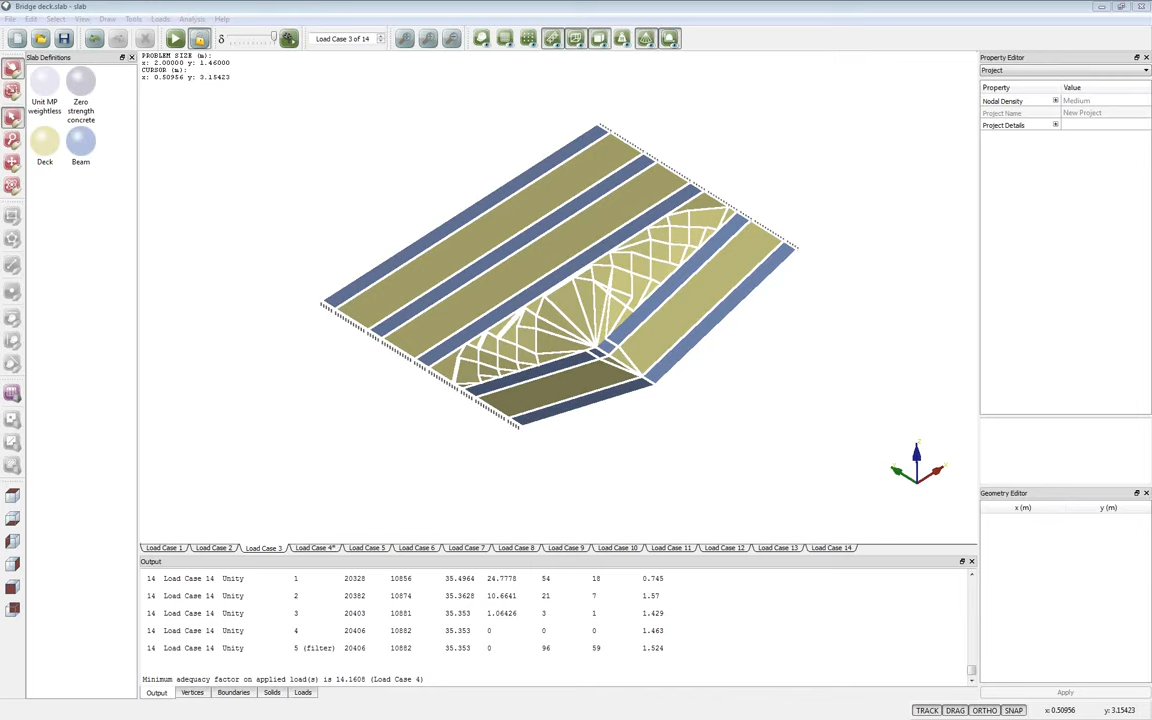 Bridge deck.slab - slab
File Edit Select View Draw Tools Loads Analysis Help
δ Load Case 3 of 14
Slab Definitions
Unit MP weightless
Zero strength concrete
Deck
Beam
PROBLEM SIZE (m):
x: 2.00000 y: 1.46000
CURSOR (m):
x: 0.50956 y: 3.15423
Load Case 1 Load Case 2 Load Case 3 Load Case 4* Load Case 5 Load Case 6 Load Case 7 Load Case 8 Load Case 9 Load Case 10 Load Case 11 Load Case 12 Load Case 13 Load Case 14
Output
14 Load Case 14 Unity 1 20328 10856 35.4964 24.7778 54 18 0.745
14 Load Case 14 Unity 2 20382 10874 35.3628 10.6641 21 7 1.57
14 Load Case 14 Unity 3 20403 10881 35.353 1.06426 3 1 1.429
14 Load Case 14 Unity 4 20406 10882 35.353 0 0 0 1.463
14 Load Case 14 Unity 5 (filter) 20406 10882 35.353 0 96 59 1.524
Minimum adequacy factor on applied load(s) is 14.1608 (Load Case 4)
Output Vertices Boundaries Solids Loads
Property Editor
Project
Property Value
Nodal Density Medium
Project Name New Project
Project Details
Geometry Editor
x (m) y (m)
Apply
TRACK DRAG ORTHO SNAP x: 0.50956 y: 3.15423